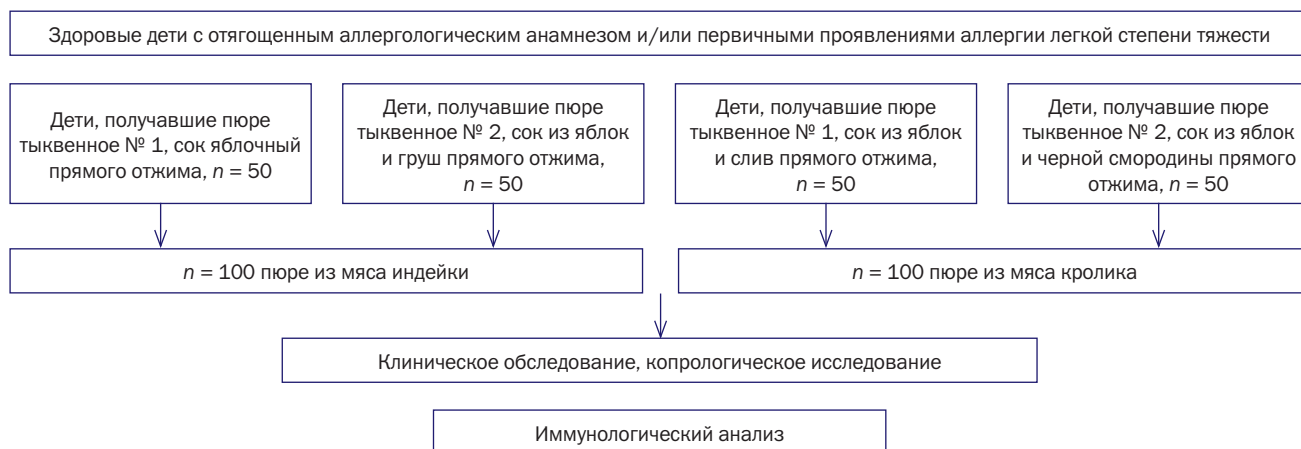 Здоровые дети с отягощенным аллергологическим анамнезом и/или первичными проявлениями аллергии легкой степени тяжести
Дети, получавшие пюре
тыквенное № 1, сок яблочный
прямого отжима, n = 50
Дети, получавшие пюре
тыквенное № 2, сок из яблок
и груш прямого отжима,
n = 50
Дети, получавшие пюре
тыквенное № 1, сок из яблок
и слив прямого отжима,
n = 50
Дети, получавшие пюре
тыквенное № 2, сок из яблок
и черной смородины прямого
отжима, n = 50
n = 100 пюре из мяса индейки
n = 100 пюре из мяса кролика
Клиническое обследование, копрологическое исследование
Иммунологический анализ